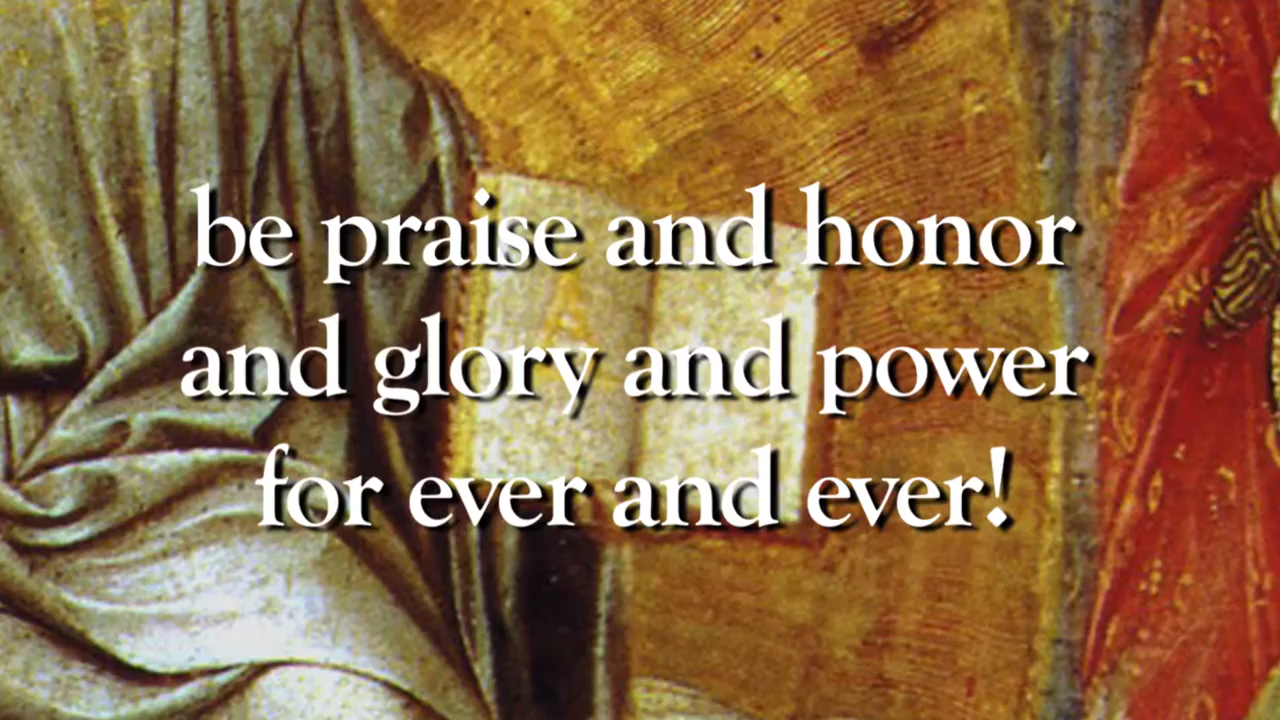 be praise and honor
and glory and power
for ever and ever!